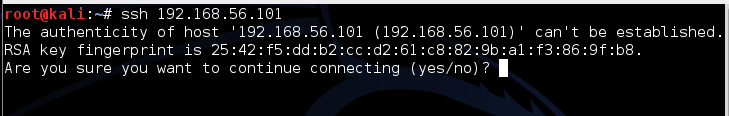 root@kali:~# ssh 192.168.56.101
The authenticity of host '192.168.56.101 (192.168.56.101)' can't be established.
RSA key fingerprint is 25:42:f5:dd:b2:cc:d2:61:c8:82:9b:a1:f3:86:9f:b8.
Are you sure you want to continue connecting (yes/no)?